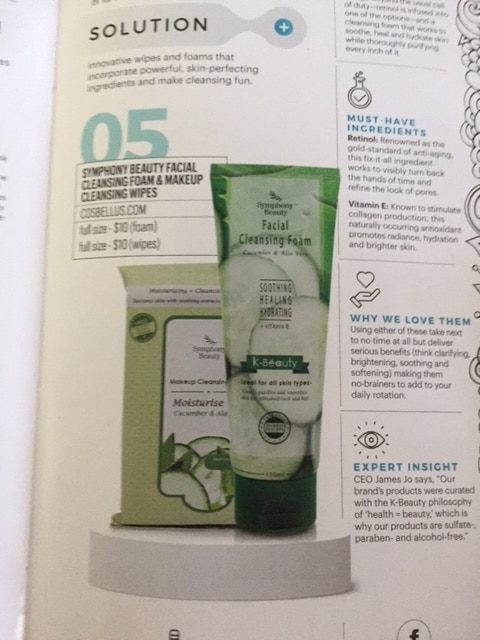 SOLUTION
Innovative wipes and foams that
incorporate powerful, skin-perfecting
ingredients and make cleansing fun.
05
SYMPHONY BEAUTY FACIAL
CLEANSING FOAM & MAKEUP
CLEANSING WIPES
COSBELLUS.COM
full size - $10 (foam)
full size - $10 (wipes)
Moisturizing + Cleansi
Symphony
Beauty
Makeup Cleansing
Moisturise
Cucumber & Aloe
Symphony
Beauty
Facial
Cleansing Foam
Cucumber & Aloe Vera
SOOTHING
HEALING
HYDRATING
+ VITAMIN E
K-Beauty
-Ideal for all skin types-
of duty—retinol is infused into
one of the options—and a
cleansing foam that works to
soothe, heal and hydrate skin
while thoroughly purifying
every inch of it.
MUST-HAVE
INGREDIENTS
Retinol: Renowned as the
gold-standard of anti-aging,
this fix-it-all ingredient
works to visibly turn back
the hands of time and
refine the look of pores.
Vitamin E: Known to stimulate
collagen production, this
naturally occurring antioxidant
promotes radiance, hydration
and brighter skin.
WHY WE LOVE THEM
Using either of these take next
to no time at all but deliver
serious benefits (think clarifying,
brightening, soothing and
softening) making them
no-brainers to add to your
daily rotation.
EXPERT INSIGHT
CEO James Jo says, "Our
brand's products were curated
with the K-Beauty philosophy
of 'health = beauty,' which is
why our products are sulfate-,
paraben- and alcohol-free."